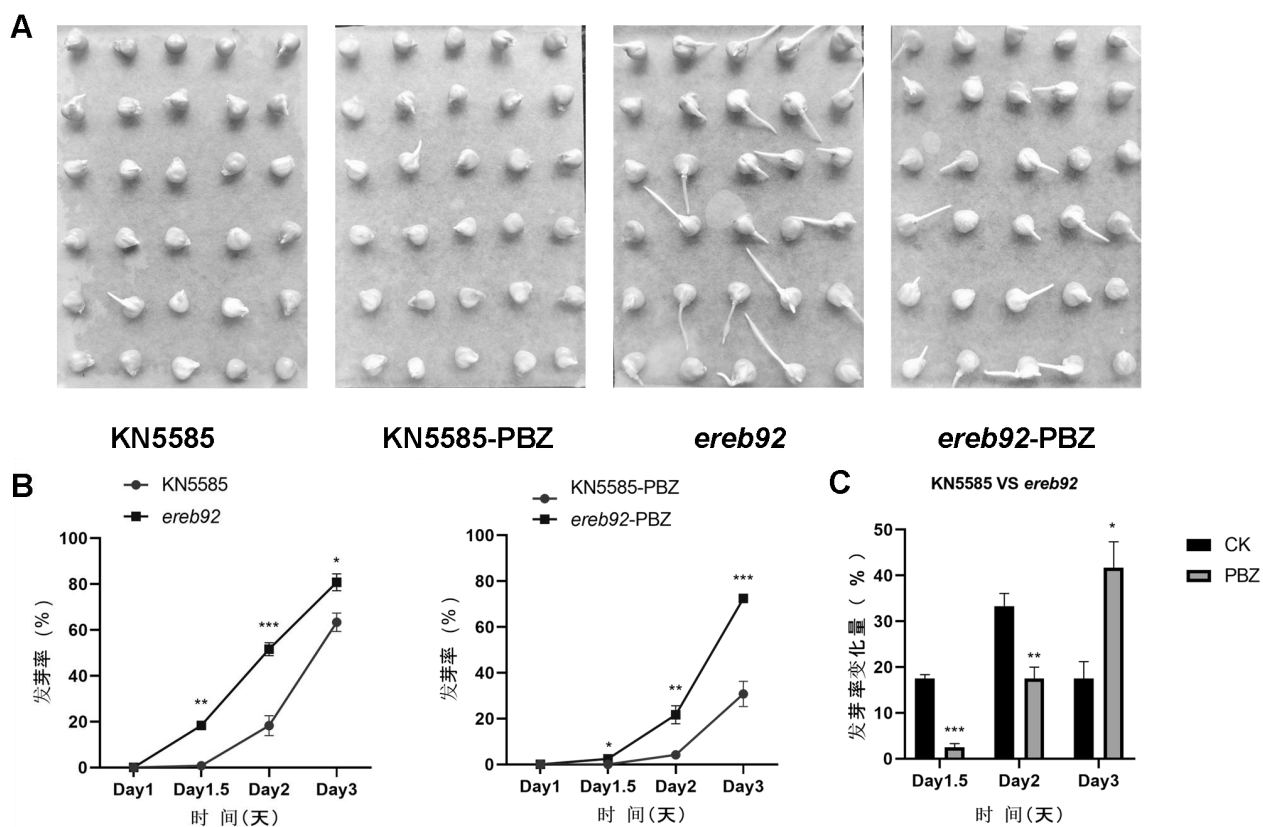 A
KN5585
KN5585-PBZ
ereb92
ereb92-PBZ
B
KN5585
ereb92
发芽率 (%)
100
80
60
40
20
0
**
***
*
Day1
Day1.5
Day2
Day3
时 间(天)
KN5585-PBZ
ereb92-PBZ
发芽率 (%)
100
80
60
40
20
0
*
**
***
Day1
Day1.5
Day2
Day3
时 间(天)
C
KN5585 VS ereb92
发芽率变化量( %)
50
40
30
20
10
0
***
**
*
Day1.5
Day2
Day3
时 间(天)
CK
PBZ